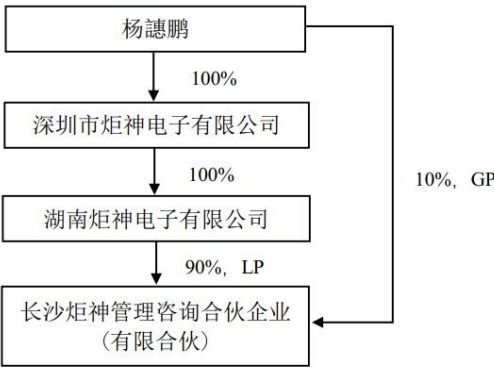 杨譓鹏
100%
深圳市炬神电子有限公司
100%
10%，GP
湖南炬神电子有限公司
90%，LP
长沙炬神管理咨询合伙企业
（有限合伙）